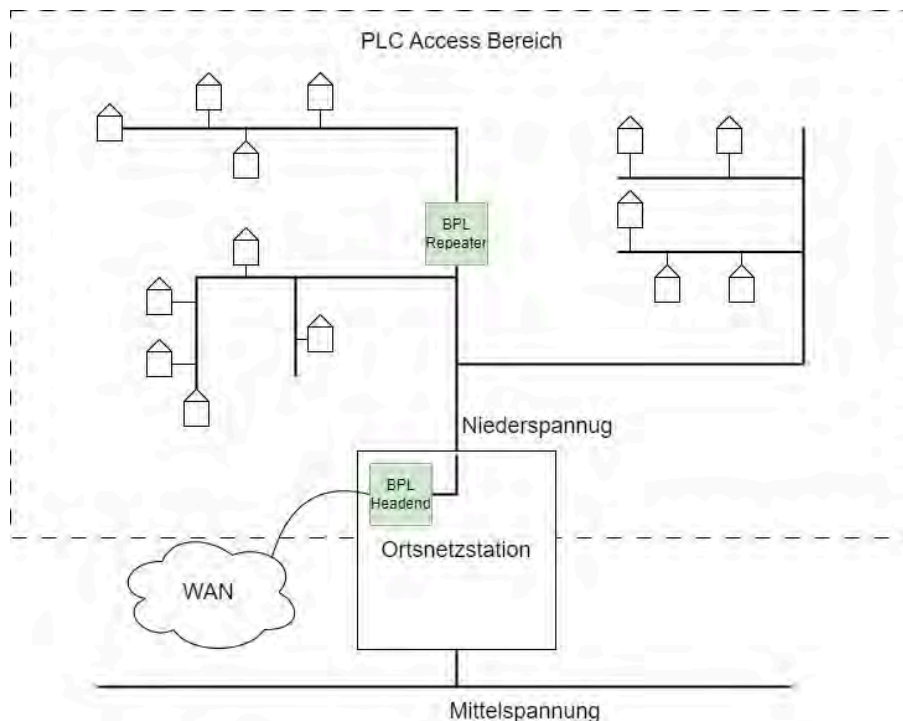 PLC Access Bereich
BPL
Repeater
Niederspannug
BPL
Headend
Ortsnetzstation
WAN
Mittelspannung